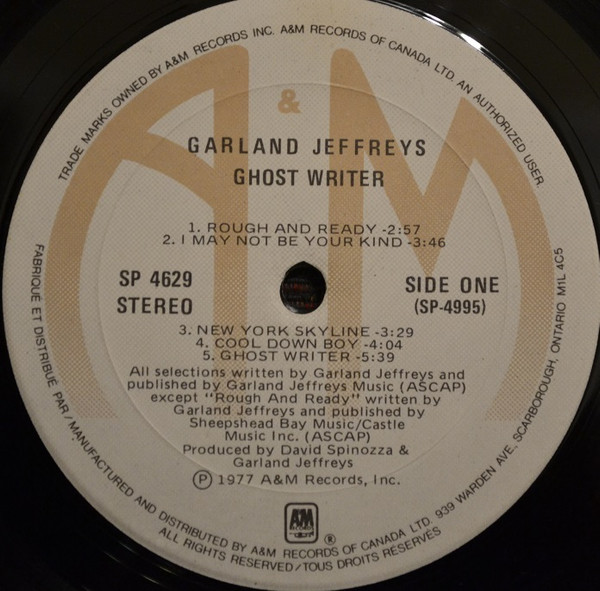 TRADE MARKS OWNED BY A&M RECORDS INC. A&M RECORDS OF CANADA LTD. AN AUTHORIZED USER.
A & M
GARLAND JEFFREYS
GHOST WRITER
1. ROUGH AND READY -2:57
2. I MAY NOT BE YOUR KIND -3:46
SP 4629
STEREO
SIDE ONE
(SP-4995)
3. NEW YORK SKYLINE -3:29
4. COOL DOWN BOY -4:04
5. GHOST WRITER -5:39
All selections written by Garland Jeffreys and
published by Garland Jeffreys Music (ASCAP)
except "Rough And Ready" written by
Garland Jeffreys and published by
Sheepshead Bay Music/Castle
Music Inc. (ASCAP)
Produced by David Spinozza &
Garland Jeffreys
Ⓟ 1977 A&M Records, Inc.
A&M
RECORDS
®
FABRIQUÉ ET DISTRIBUÉ PAR/MANUFACTURED AND DISTRIBUTED BY A&M RECORDS OF CANADA LTD. 939 WARDEN AVE. SCARBOROUGH, ONTARIO M1L 4C5
ALL RIGHTS RESERVED/TOUS DROITS RESERVÉS